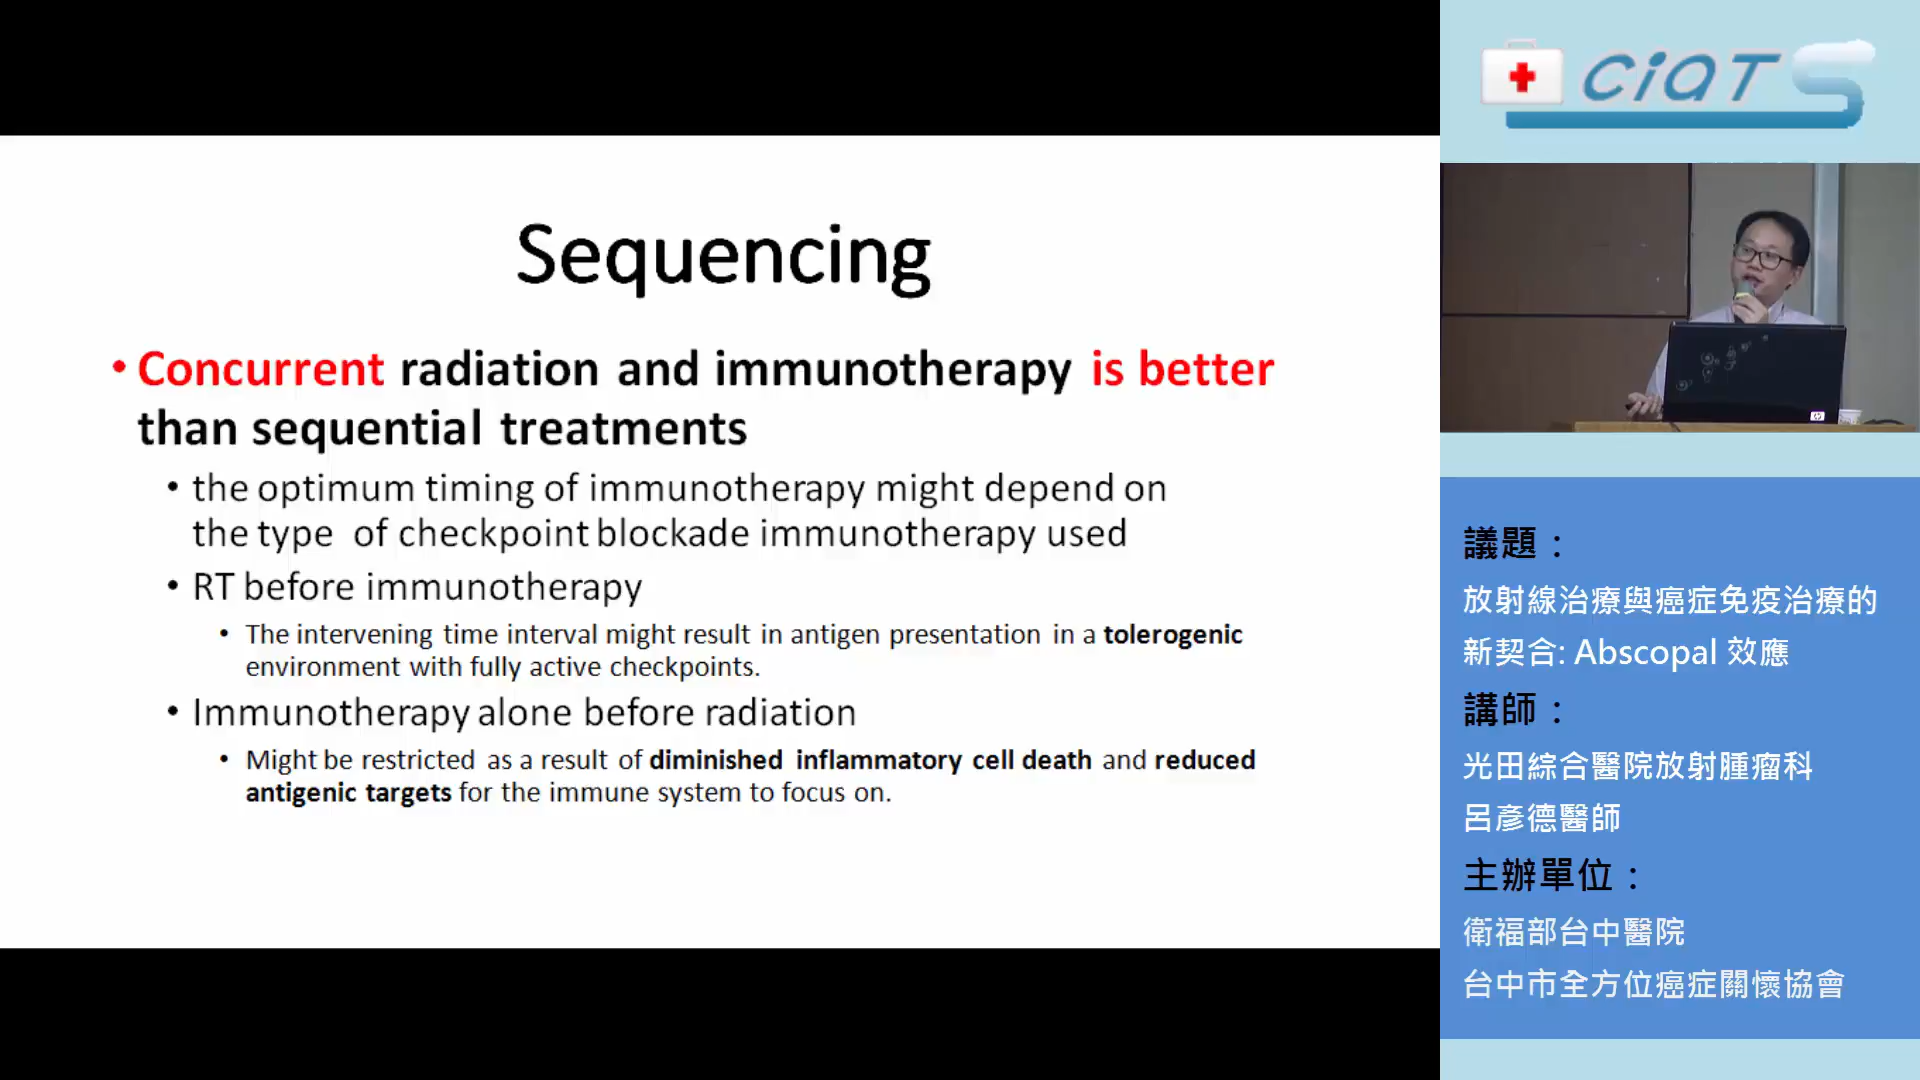 Sequencing
• Concurrent radiation and immunotherapy is better
than sequential treatments
• the optimum timing of immunotherapy might depend on
the type of checkpoint blockade immunotherapy used
• RT before immunotherapy
• The intervening time interval might result in antigen presentation in a tolerogenic
environment with fully active checkpoints.
• Immunotherapy alone before radiation
• Might be restricted as a result of diminished inflammatory cell death and reduced
antigenic targets for the immune system to focus on.
CiATS
hp
議題：
放射線治療與癌症免疫治療的
新契合: Abscopal 效應
講師：
光田綜合醫院放射腫瘤科
呂彥德醫師
主辦單位：
衛福部台中醫院
台中市全方位癌症關懷協會